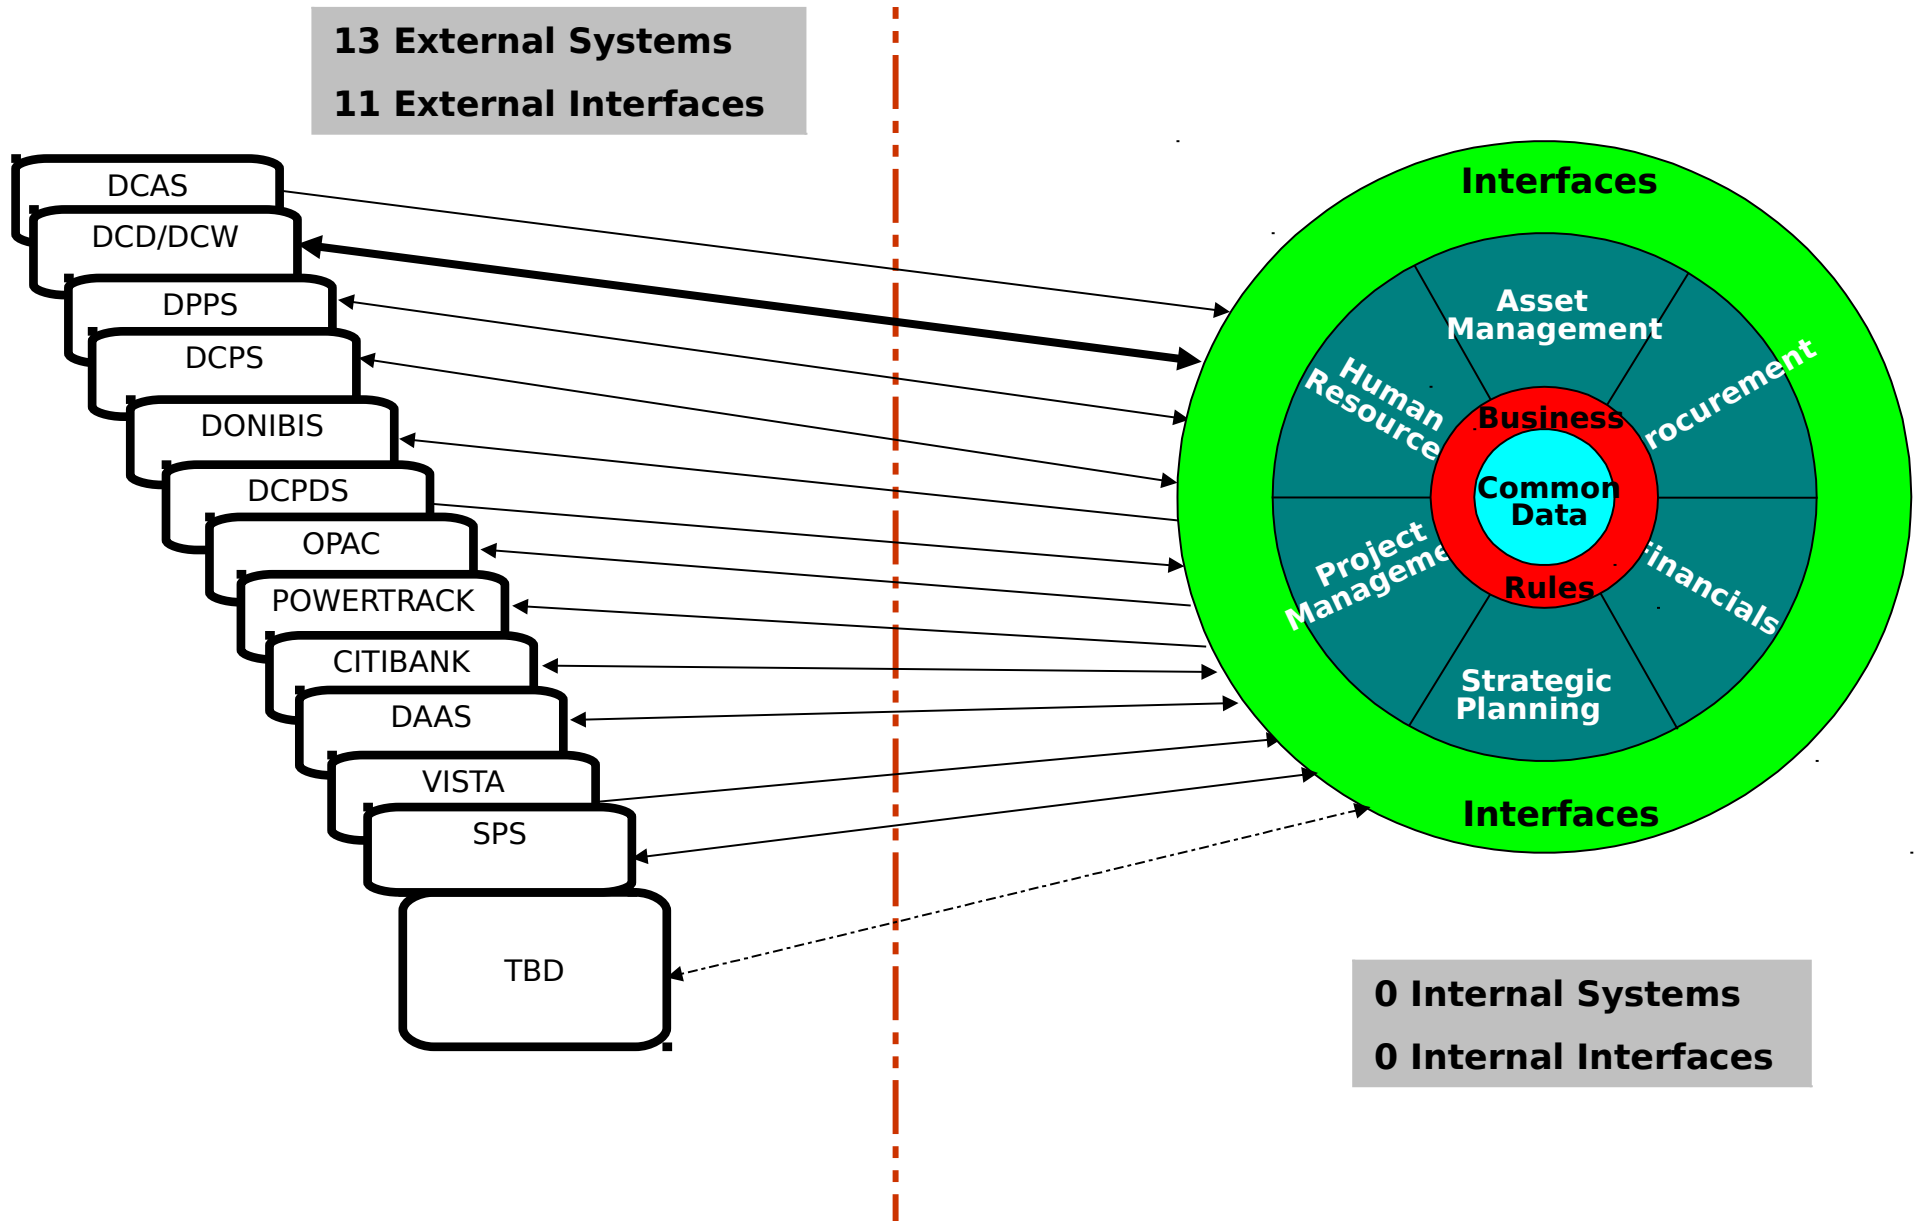 13 External Systems
11 External Interfaces
DCAS
DCD/DCW
DPPS
DCPS
DONIBIS
DCPDS
OPAC
POWERTRACK
CITIBANK
DAAS
VISTA
SPS
TBD
Interfaces
Asset
Management
Human
Resource
rocurement
Business
Common
Data
Rules
Project
Manageme
inancials
Strategic
Planning
Interfaces
0 Internal Systems
0 Internal Interfaces